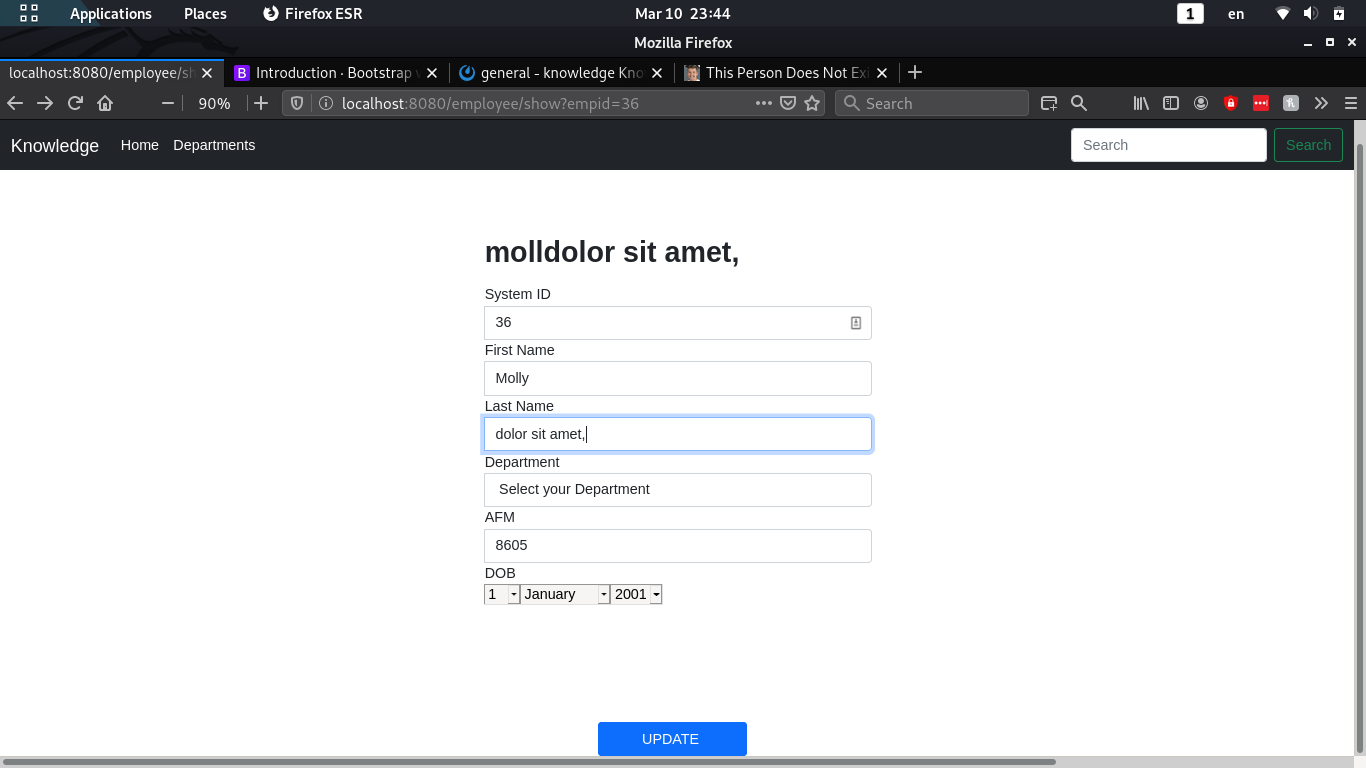 Applications Places Firefox ESR Mar 10 23:44 1 en
Mozilla Firefox
localhost:8080/employee/sh Introduction · Bootstrap v general - knowledge Kno This Person Does Not Exi
90% localhost:8080/employee/show?empid=36 Search
Knowledge Home Departments Search Search
molldolor sit amet,
System ID
36
First Name
Molly
Last Name
dolor sit amet,
Department
Select your Department
AFM
8605
DOB
1 January 2001
UPDATE